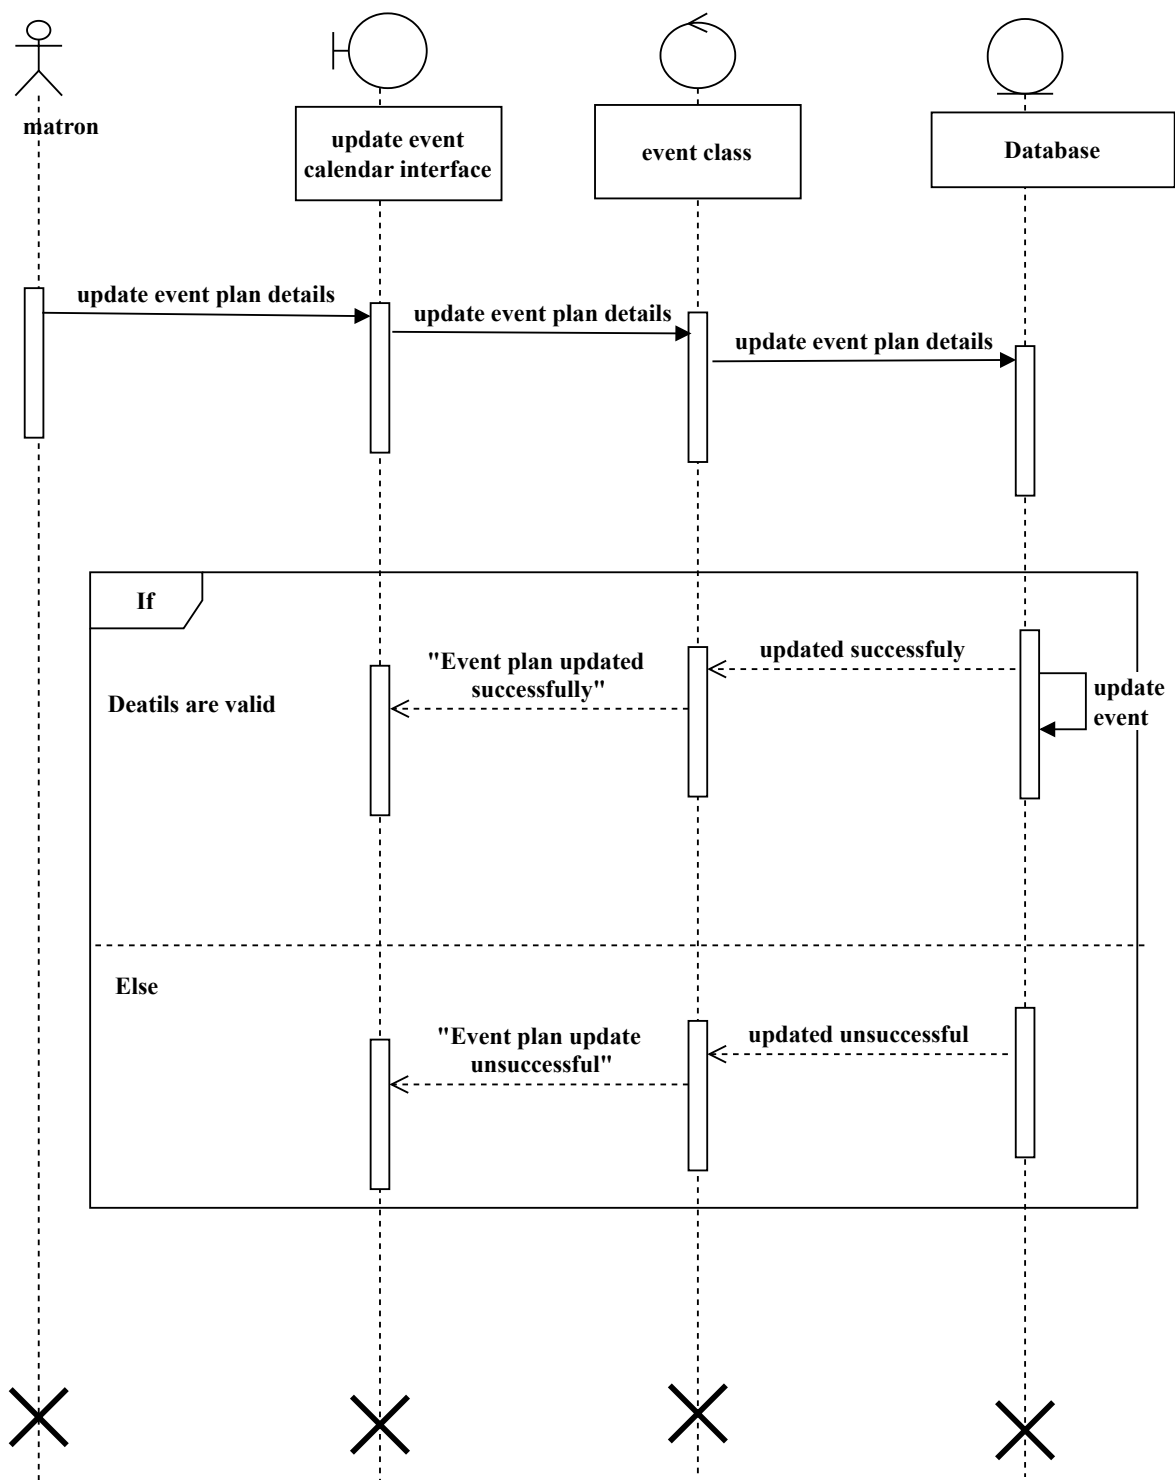 matron
update event
calendar interface
event class
Database
update event plan details
update event plan details
update event plan details
If
updated successfuly
"Event plan updated
successfully"
update
event
Deatils are valid
Else
"Event plan update
unsuccessful"
updated unsuccessful